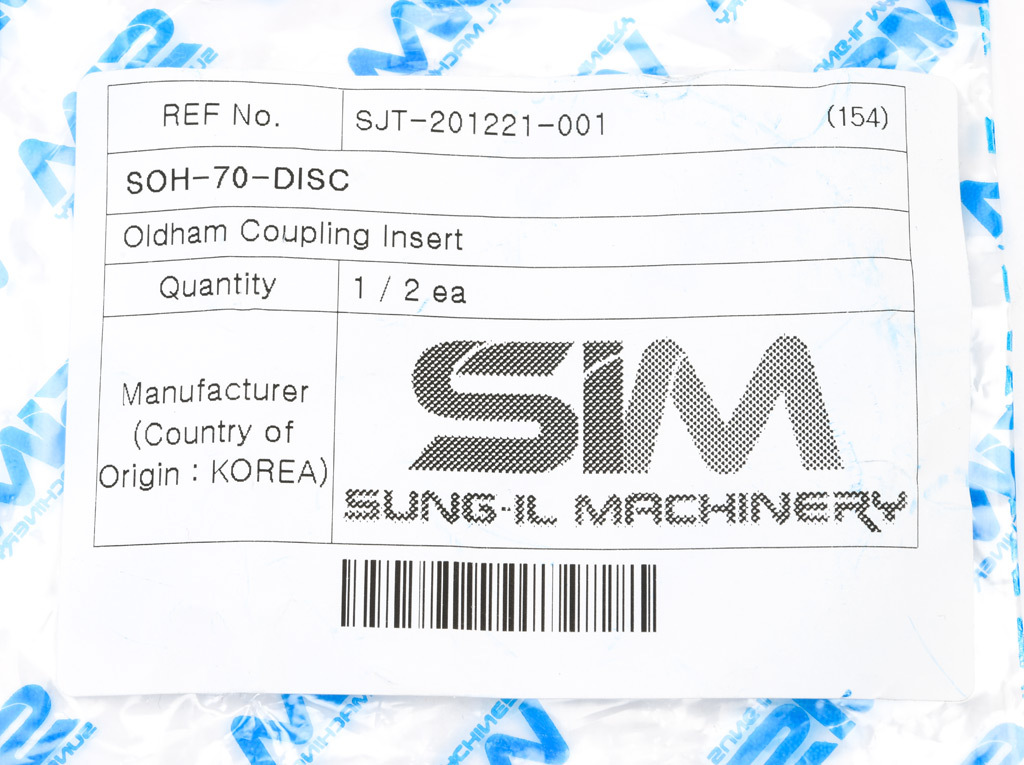 REF No. SJT-201221-001 (154)
SOH-70-DISC
Oldham Coupling Insert
Quantity 1 / 2 ea
Manufacturer
(Country of
Origin : KOREA)
SIM
SUNG-IL MACHINERY